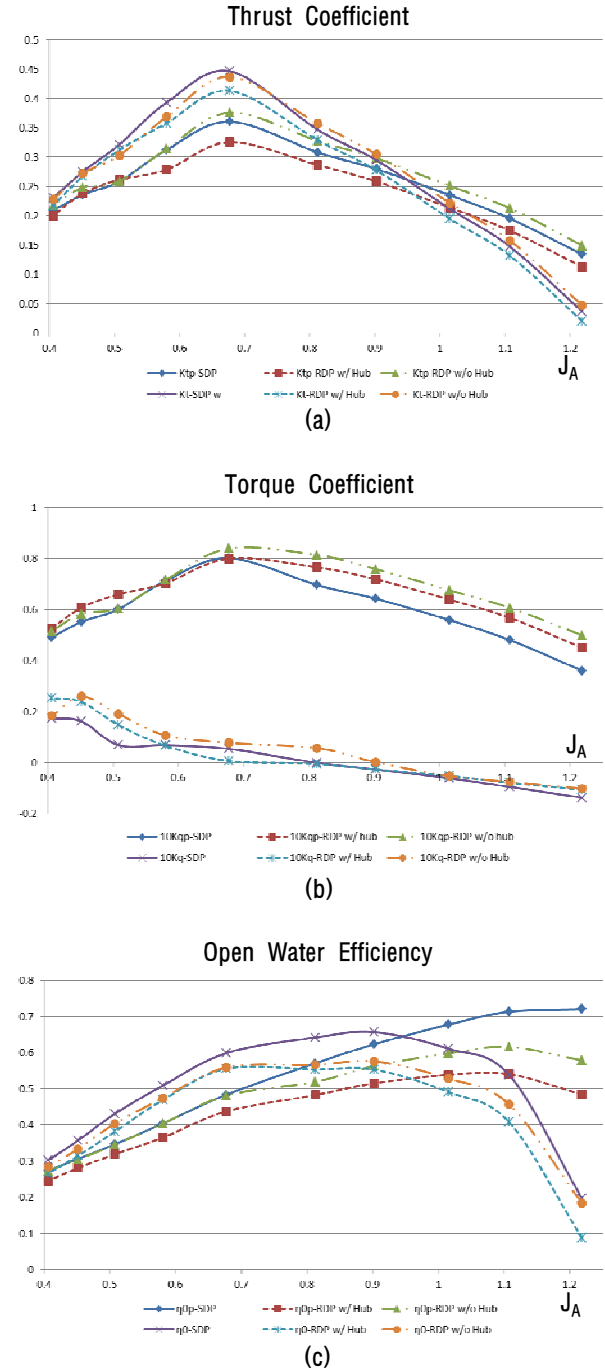 Thrust Coefficient
0.5
0.45
0.4
0.35
0.3
0.25
0.2
0.15
0.1
0.05
0
0.4 0.5 0.6 0.7 0.8 0.9 1 1.1 1.2
J_A
Ktp-SDP Ktp-RDP w/ Hub Ktp-RDP w/o Hub
Kt-SDP w Kt-RDP w/ Hub Kt-RDP w/o Hub
(a)
Torque Coefficient
1
0.8
0.6
0.4
0.2
0
-0.2
0.4 0.5 0.6 0.7 0.8 0.9 1 1.1 1.2
J_A
10Kqp-SDP 10Kqp-RDP w/ hub 10Kqp-RDP w/o hub
10Kq-SDP 10Kq-RDP w/ Hub 10Kq-RDP w/o Hub
(b)
Open Water Efficiency
0.8
0.7
0.6
0.5
0.4
0.3
0.2
0.1
0
0.4 0.5 0.6 0.7 0.8 0.9 1 1.1 1.2
J_A
η0p-SDP η0p-RDP w/ Hub η0p-RDP w/o Hub
η0-SDP η0-RDP w/ Hub η0-RDP w/o Hub
(c)